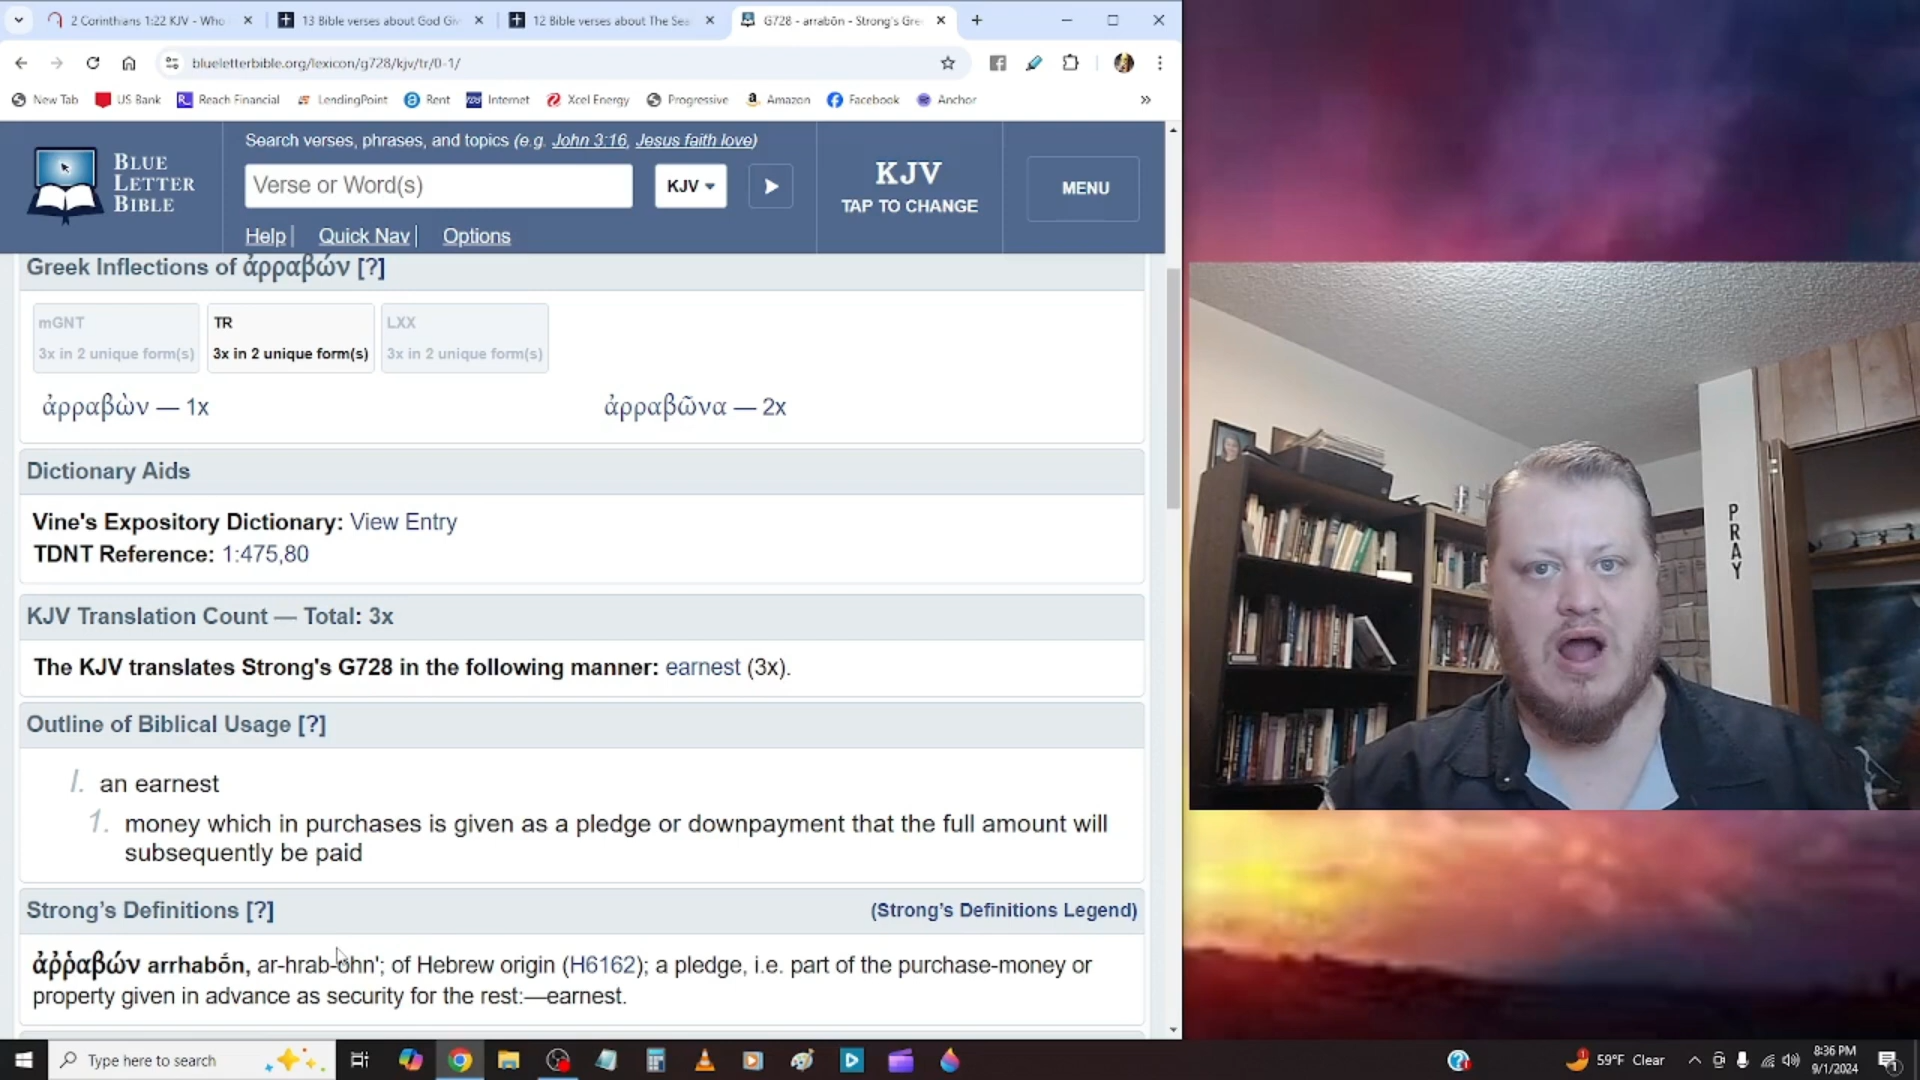 2 Corinthians 1:22 KJV - Who
13 Bible verses about God Giv
12 Bible verses about The Sea
G728 - arrabōn - Strong's Gre
blueletterbible.org/lexicon/g728/kjv/tr/0-1/
New Tab
US Bank
Reach Financial
LendingPoint
Rent
Internet
Xcel Energy
Progressive
Amazon
Facebook
Anchor
BLUE
LETTER
BIBLE
Search verses, phrases, and topics (e.g. John 3:16, Jesus faith love)
Verse or Word(s)
KJV
Help | Quick Nav | Options
KJV
TAP TO CHANGE
MENU
Greek Inflections of ἀρραβών [?]
mGNT
3x in 2 unique form(s)
TR
3x in 2 unique form(s)
LXX
3x in 2 unique form(s)
ἀρραβὼν — 1x
ἀρραβῶνα — 2x
Dictionary Aids
Vine's Expository Dictionary: View Entry
TDNT Reference: 1:475,80
KJV Translation Count — Total: 3x
The KJV translates Strong's G728 in the following manner: earnest (3x).
Outline of Biblical Usage [?]
I. an earnest
1. money which in purchases is given as a pledge or downpayment that the full amount will
subsequently be paid
Strong's Definitions [?]
(Strong's Definitions Legend)
ἀῤῥαβών arrhabṓn, ar-hrab-ohn'; of Hebrew origin (H6162); a pledge, i.e. part of the purchase-money or
property given in advance as security for the rest:—earnest.
PRAY
Type here to search
59°F Clear
8:36 PM
9/1/2024